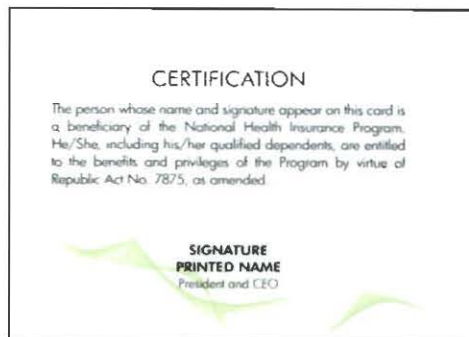 CERTIFICATION
The person whose name and signature appear on this card is
a beneficiary of the National Health Insurance Program.
He/She, including his/her qualified dependents, are entitled
to the benefits and privileges of the Program by virtue of
Republic Act No. 7875, as amended.
SIGNATURE
PRINTED NAME
President and CEO